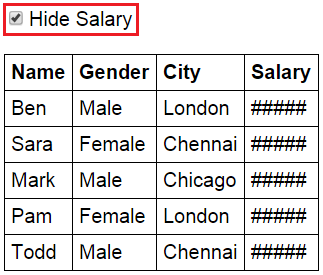 Hide Salary
Name Gender City Salary
Ben Male London #####
Sara Female Chennai #####
Mark Male Chicago #####
Pam Female London #####
Todd Male Chennai #####